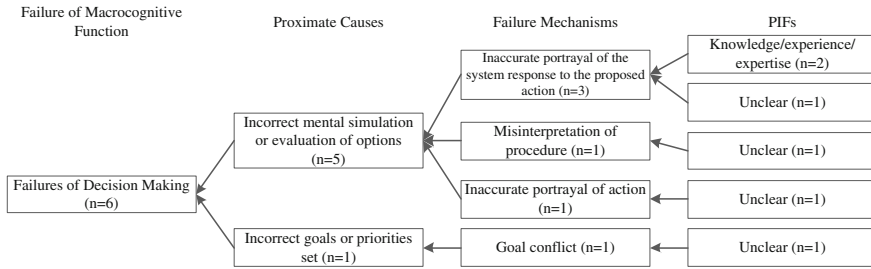 Failure of Macrocognitive
Function
Proximate Causes
Failure Mechanisms
PIFs
Failures of Decision Making
(n=6)
Incorrect mental simulation
or evaluation of options
(n=5)
Incorrect goals or priorities
set (n=1)
Inaccurate portrayal of
the system response to the proposed
action (n=3)
Misinterpretation of
procedure (n=1)
Inaccurate portrayal of action
(n=1)
Goal conflict (n=1)
Knowledge/experience/
expertise (n=2)
Unclear (n=1)
Unclear (n=1)
Unclear (n=1)
Unclear (n=1)